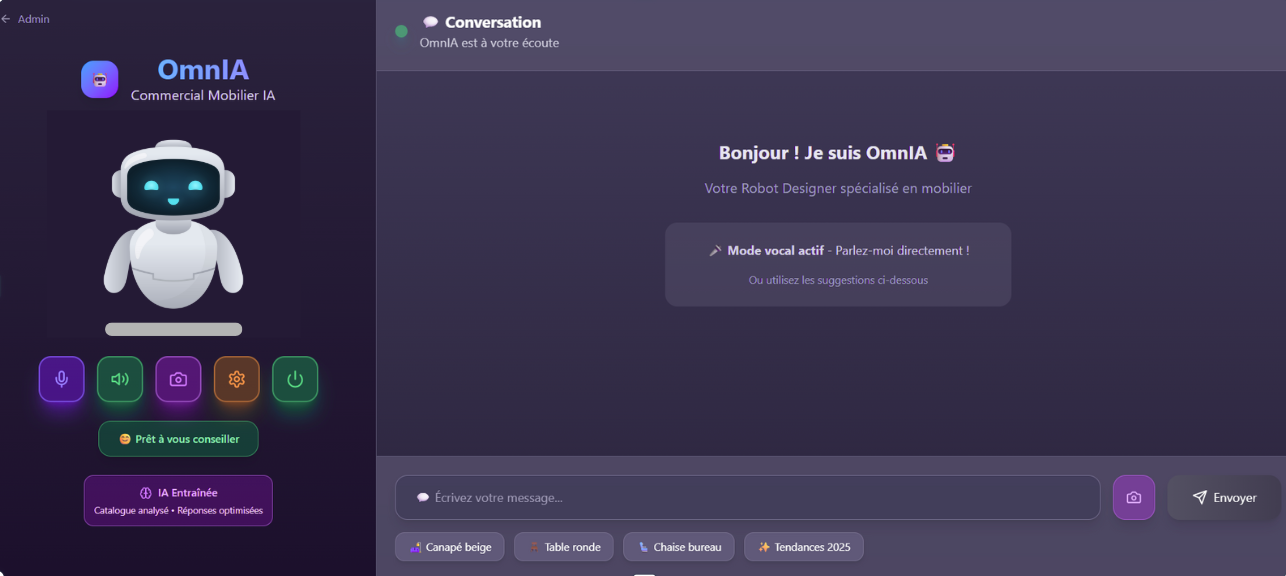 Admin
OmnIA
Commercial Mobilier IA
Prêt à vous conseiller
IA Entraînée
Catalogue analysé • Réponses optimisées
Conversation
OmnIA est à votre écoute
Bonjour ! Je suis OmnIA
Votre Robot Designer spécialisé en mobilier
Mode vocal actif - Parlez-moi directement !
Ou utilisez les suggestions ci-dessous
Écrivez votre message...
Envoyer
Canapé beige
Table ronde
Chaise bureau
Tendances 2025